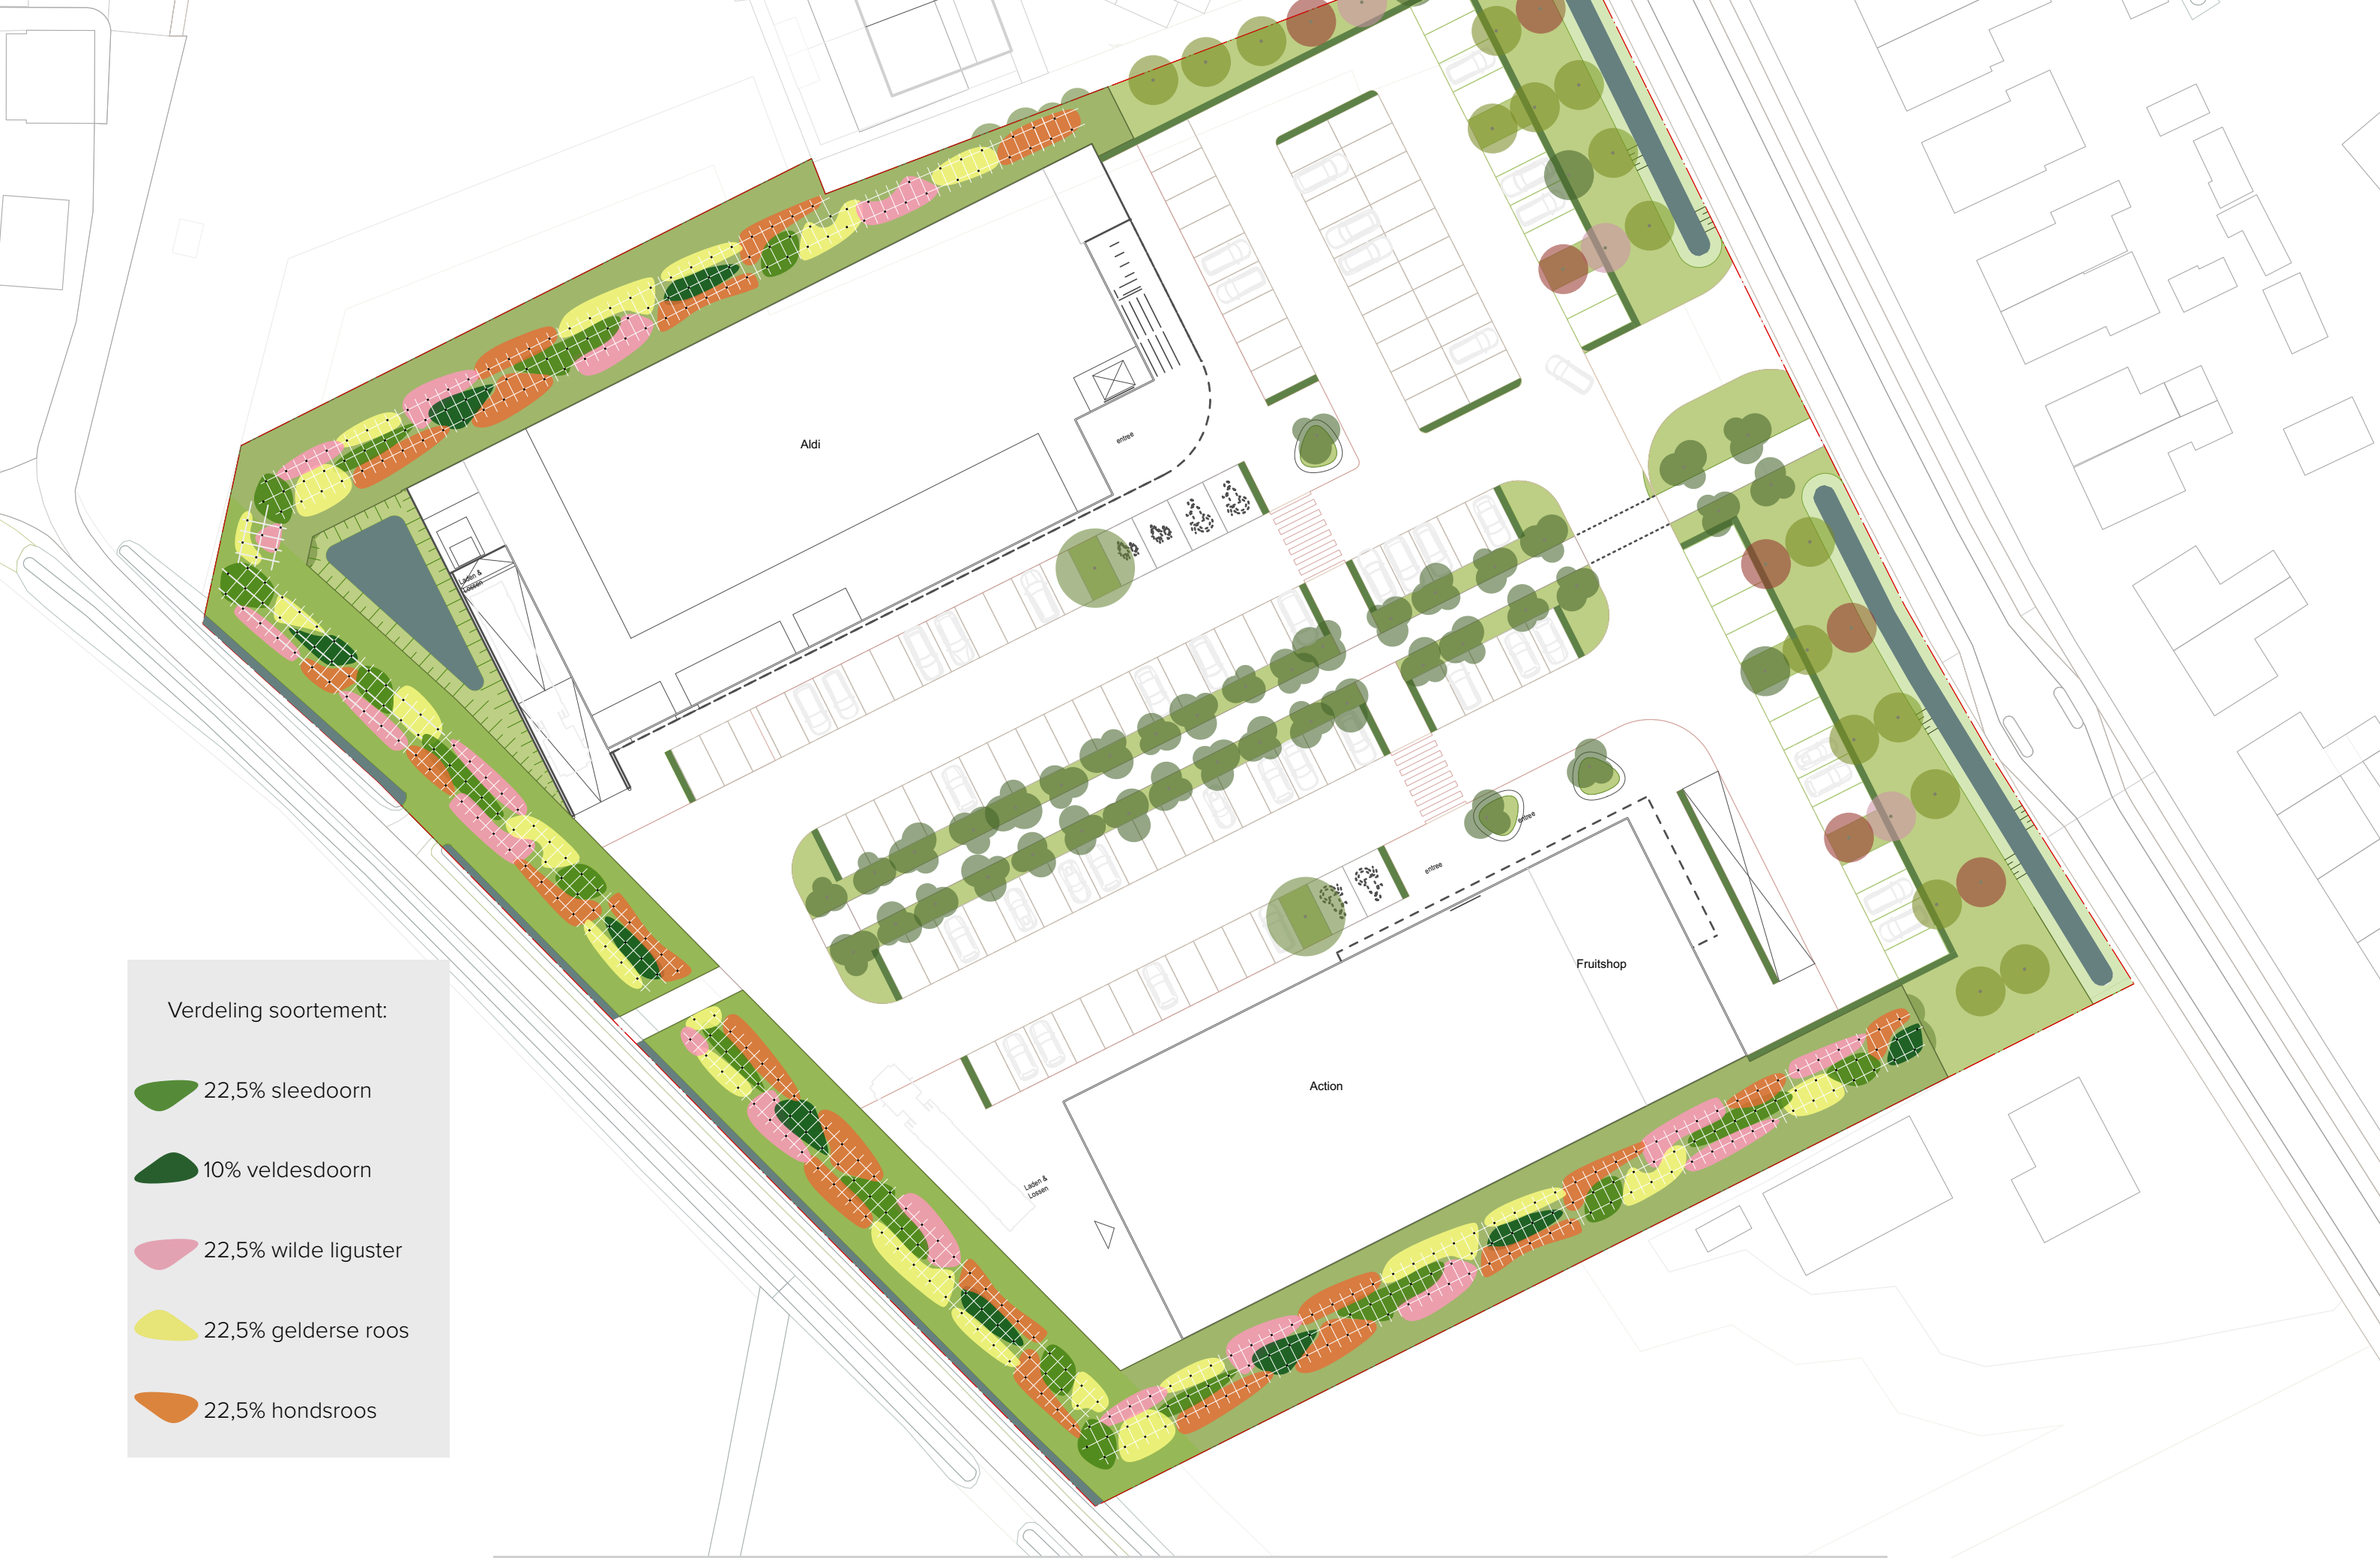 Aldi
entree
Laden &
Lossen
entree
entree
Fruitshop
Action
Laden &
Lossen
Verdeling soortement:
22,5% sleedoorn
10% veldesdoorn
22,5% wilde liguster
22,5% gelderse roos
22,5% hondsroos